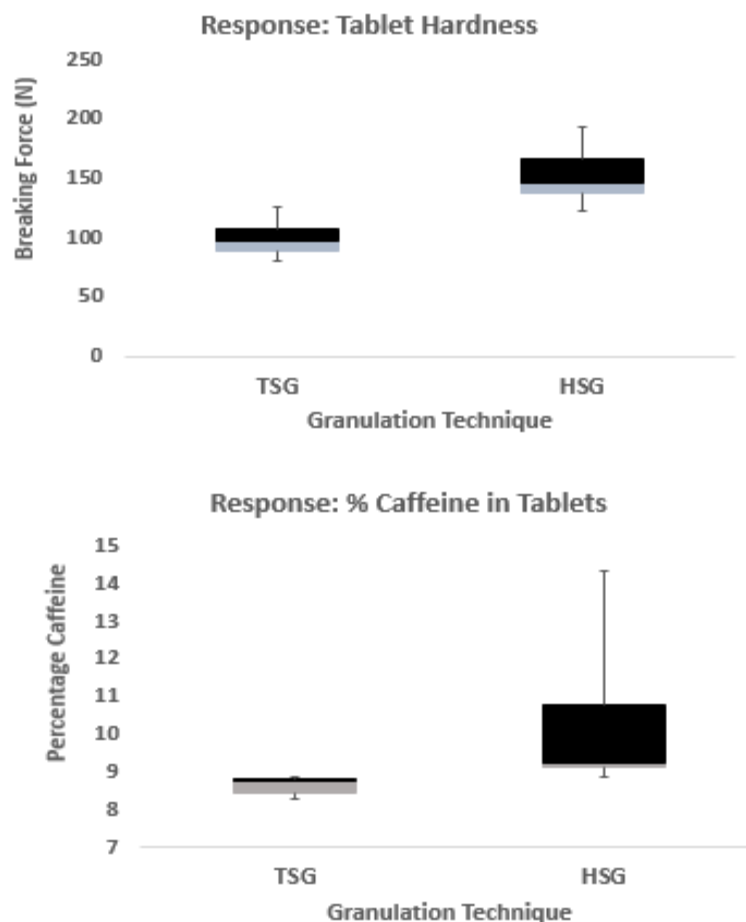 Response: Tablet Hardness
Breaking Force (N)
250
200
150
100
50
0
TSG HSG
Granulation Technique
Response: % Caffeine in Tablets
Percentage Caffeine
15
14
13
12
11
10
9
8
7
TSG HSG
Granulation Technique